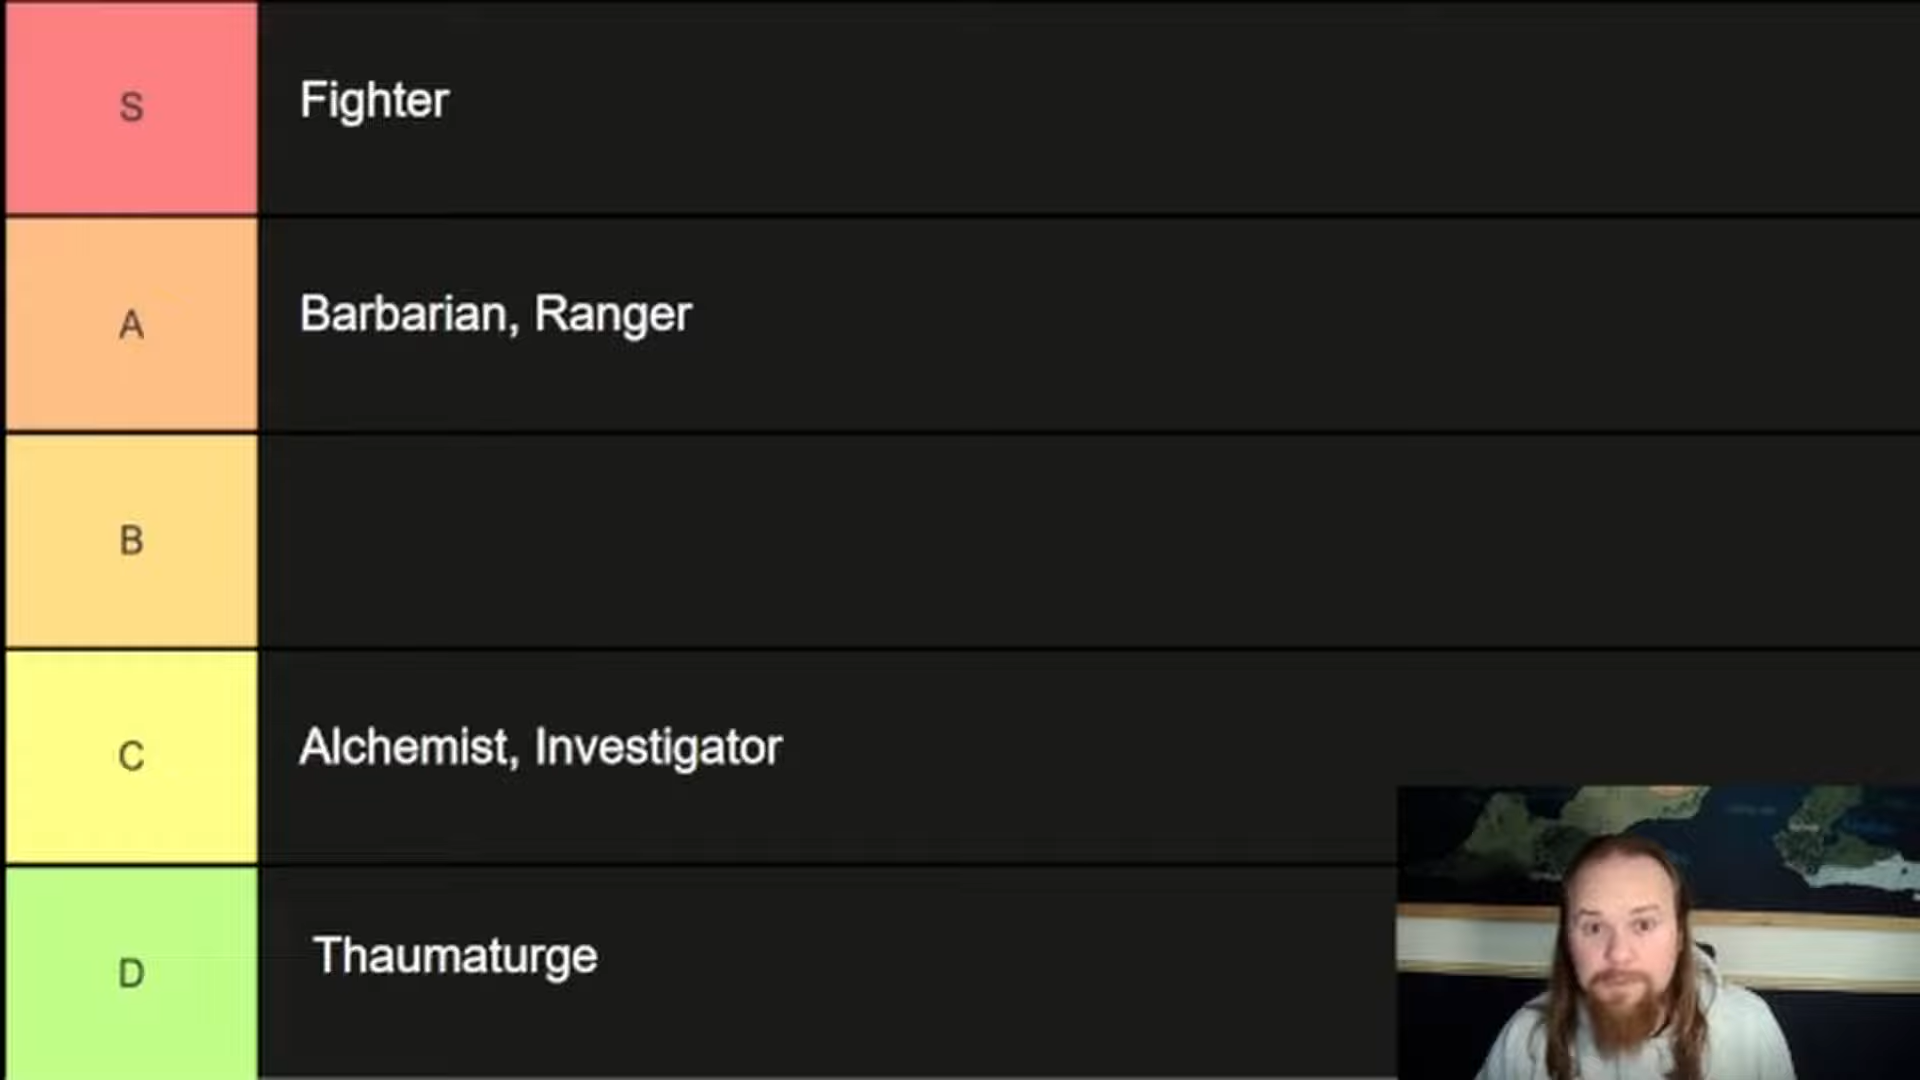 S
Fighter
A
Barbarian, Ranger
B
C
Alchemist, Investigator
D
Thaumaturge